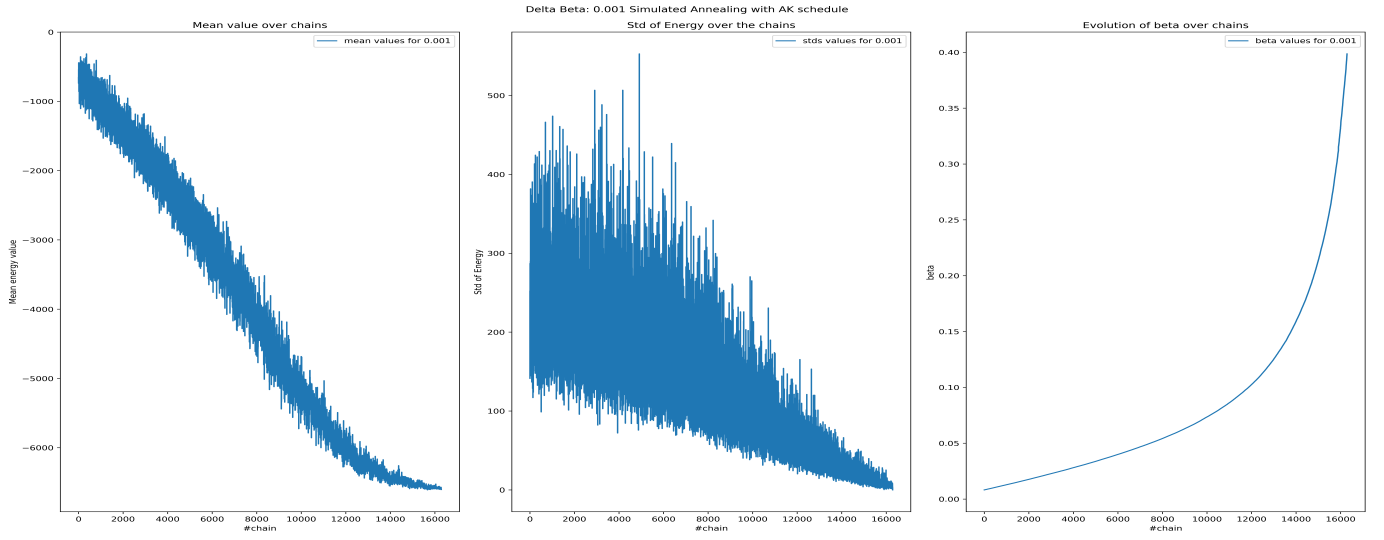 Delta Beta: 0.001 Simulated Annealing with AK schedule
Mean value over chains
mean values for 0.001
0
−1000
−2000
−3000
−4000
−5000
−6000
Mean energy value
0 2000 4000 6000 8000 10000 12000 14000 16000
#chain
Std of Energy over the chains
stds values for 0.001
500
400
300
200
100
0
Std of Energy
0 2000 4000 6000 8000 10000 12000 14000 16000
#chain
Evolution of beta over chains
beta values for 0.001
0.40
0.35
0.30
0.25
0.20
0.15
0.10
0.05
0.00
beta
0 2000 4000 6000 8000 10000 12000 14000 16000
#chain